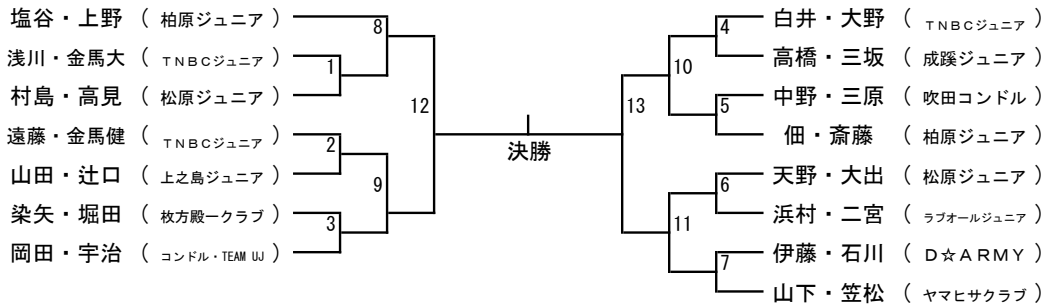 塩谷・上野 ( 柏原ジュニア )
8
浅川・金馬大 ( TNBCジュニア )
1
村島・高見 ( 松原ジュニア )
12
遠藤・金馬健 ( TNBCジュニア )
2
山田・辻口 ( 上之島ジュニア )
9
染矢・堀田 ( 枚方殿一クラブ )
3
岡田・宇治 ( コンドル・TEAM UJ )
決勝
白井・大野 ( TNBCジュニア )
4
高橋・三坂 ( 成蹊ジュニア )
10
中野・三原 ( 吹田コンドル )
5
佃・斎藤 ( 柏原ジュニア )
13
天野・大出 ( 松原ジュニア )
6
浜村・二宮 ( ラブオールジュニア )
11
伊藤・石川 ( D☆ARMY )
7
山下・笠松 ( ヤマヒサクラブ )